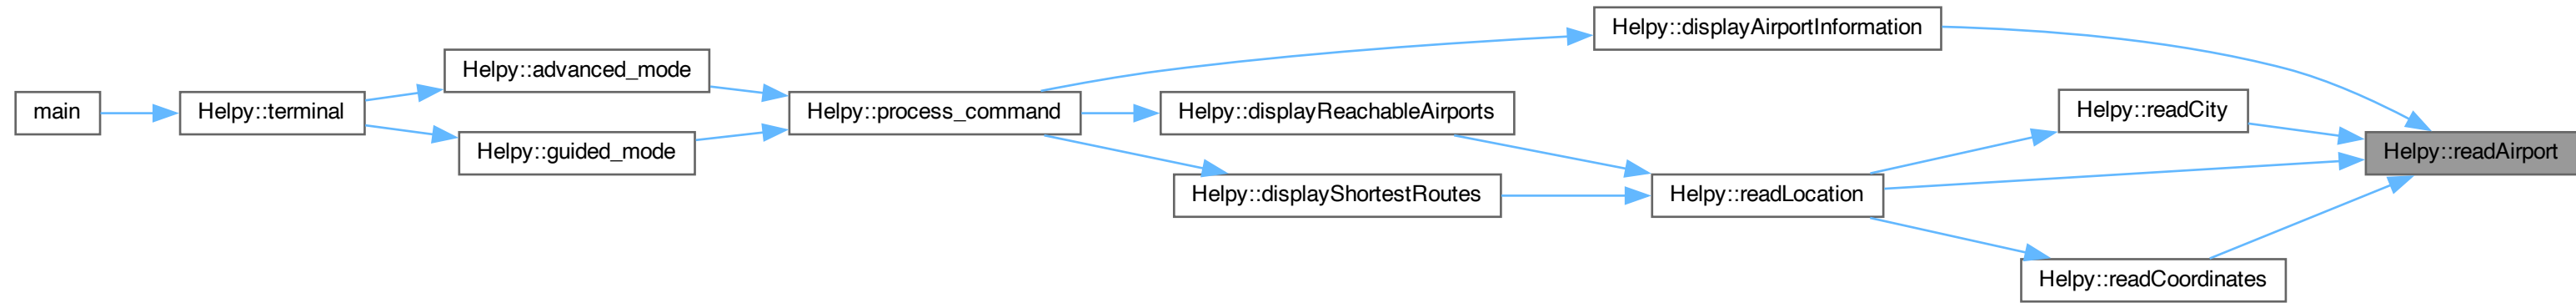 main
Helpy::terminal
Helpy::advanced_mode
Helpy::guided_mode
Helpy::process_command
Helpy::displayAirportInformation
Helpy::displayReachableAirports
Helpy::displayShortestRoutes
Helpy::readLocation
Helpy::readCity
Helpy::readCoordinates
Helpy::readAirport